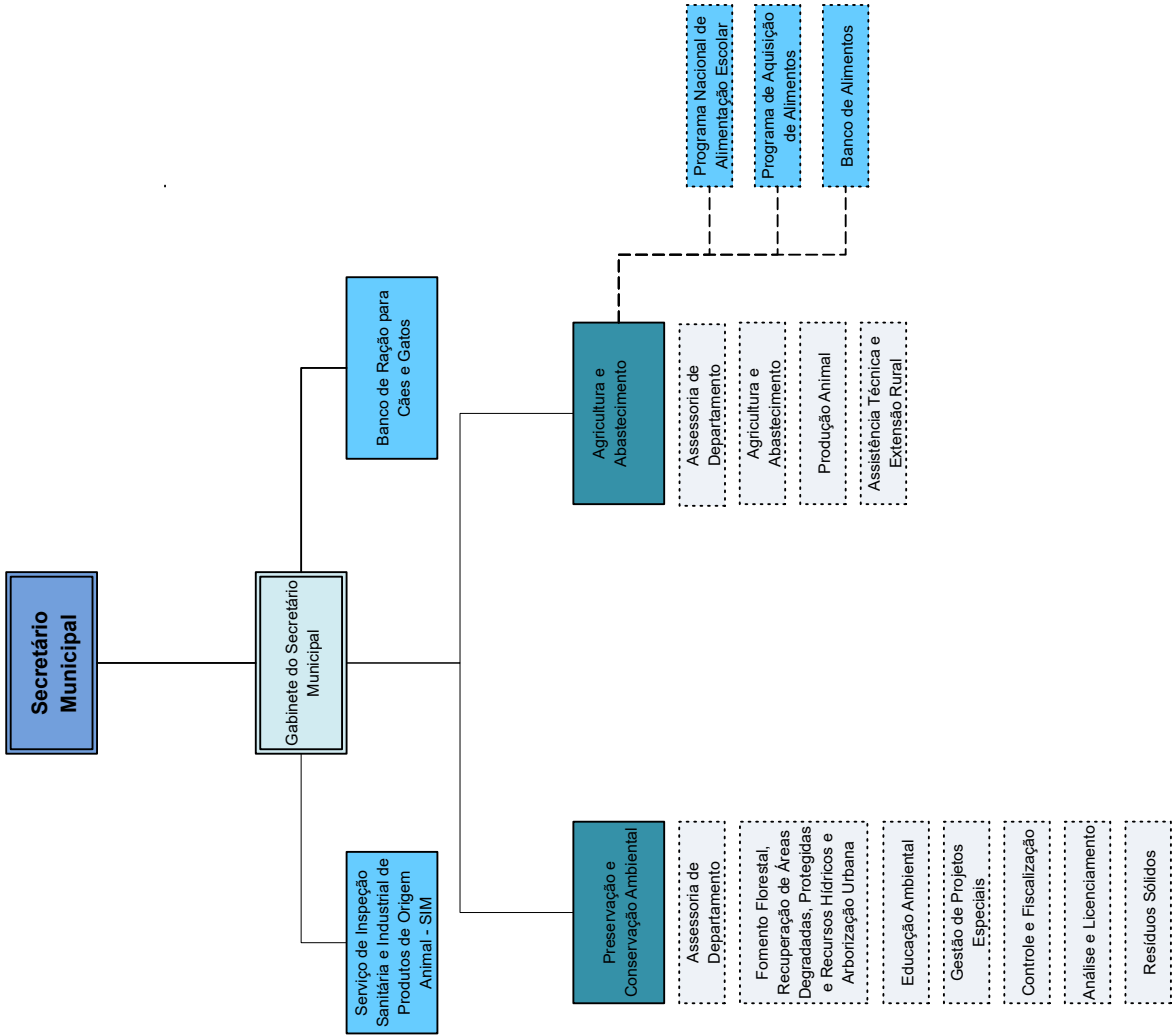 Secretário
Municipal
Gabinete do Secretário
Municipal
Serviço de Inspeção
Sanitária e Industrial de
Produtos de Origem
Animal - SIM
Banco de Ração para
Cães e Gatos
Preservação e
Conservação Ambiental
Assessoria de
Departamento
Fomento Florestal,
Recuperação de Áreas
Degradadas, Protegidas
e Recursos Hídricos e
Arborização Urbana
Educação Ambiental
Gestão de Projetos
Especiais
Controle e Fiscalização
Análise e Licenciamento
Resíduos Sólidos
Agricultura e
Abastecimento
Assessoria de
Departamento
Agricultura e
Abastecimento
Produção Animal
Assistência Técnica e
Extensão Rural
Programa Nacional de
Alimentação Escolar
Programa de Aquisição
de Alimentos
Banco de Alimentos